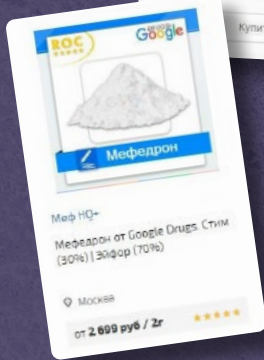 Купит
ROC
Google
Мефедрон
Меф HQ+
Мефедрон от Google Drugs. Стим
(30%) | Эйфор (70%)
Москва
от 2 699 руб / 2г